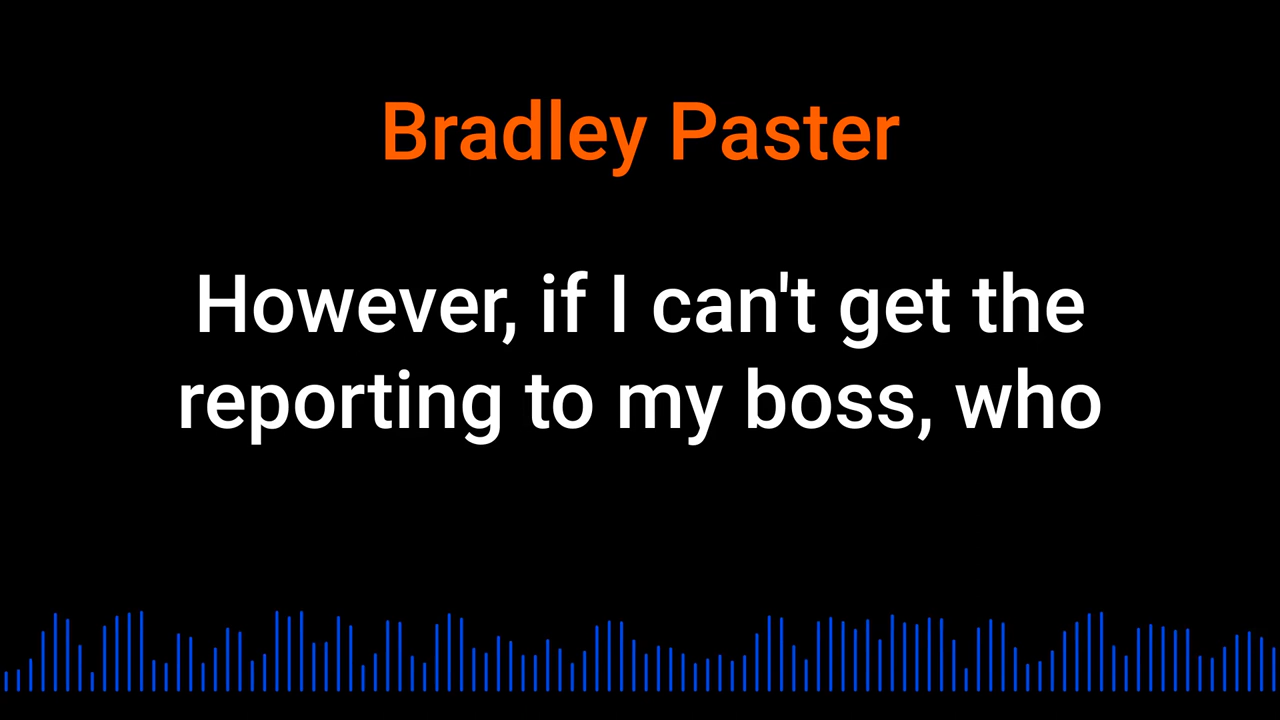 Bradley Paster
However, if I can't get the
reporting to my boss, who